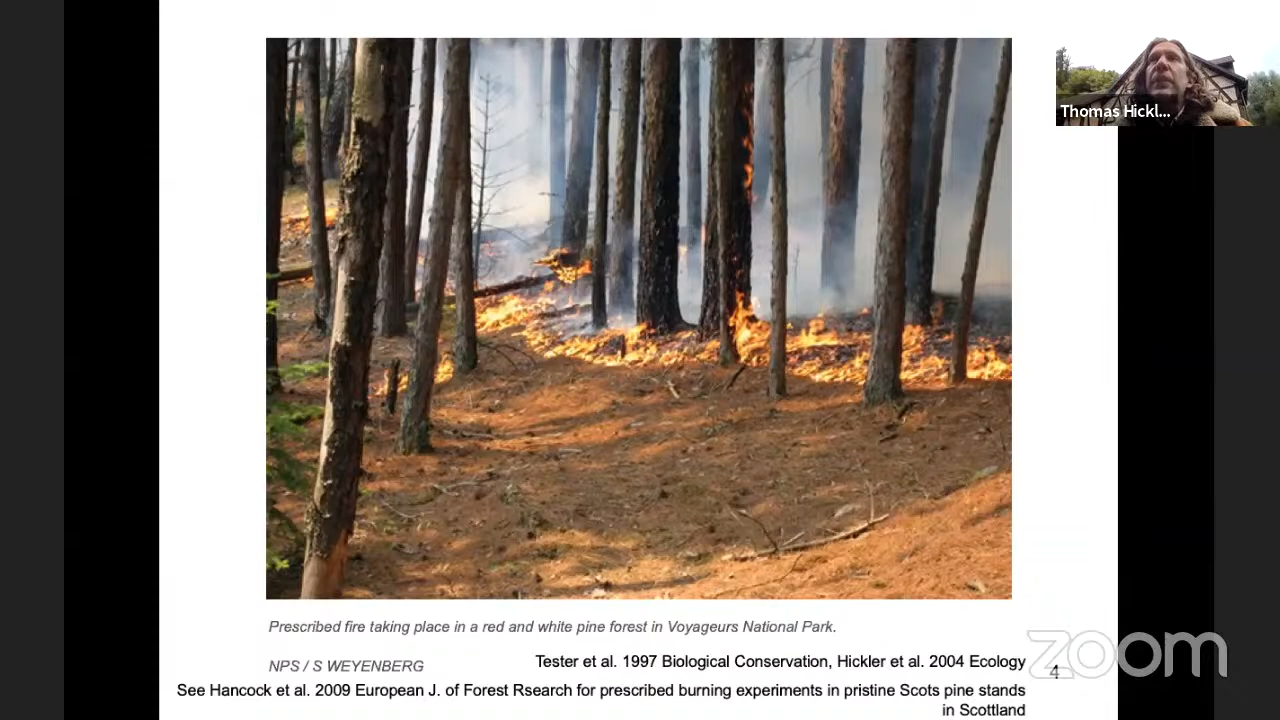 Thomas Hickl...
Prescribed fire taking place in a red and white pine forest in Voyageurs National Park.
NPS / S WEYENBERG
Tester et al. 1997 Biological Conservation, Hickler et al. 2004 Ecology
4
zoom
See Hancock et al. 2009 European J. of Forest Rsearch for prescribed burning experiments in pristine Scots pine stands
in Scottland